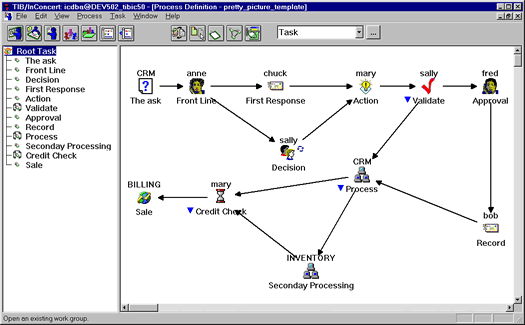 TIB/InConcert: icdba@DEV502_tibic50 - [Process Definition - pretty_picture_template]
File Edit View Process Task Window Help
Task
...
Root Task
The ask
Front Line
Decision
First Response
Action
Validate
Approval
Record
Process
Seconday Processing
Credit Check
Sale
CRM anne chuck mary sally fred
The ask Front Line First Response Action Validate Approval
sally
Decision
CRM
Process
BILLING mary
Sale Credit Check
bob
Record
INVENTORY
Seconday Processing
Open an existing work group.